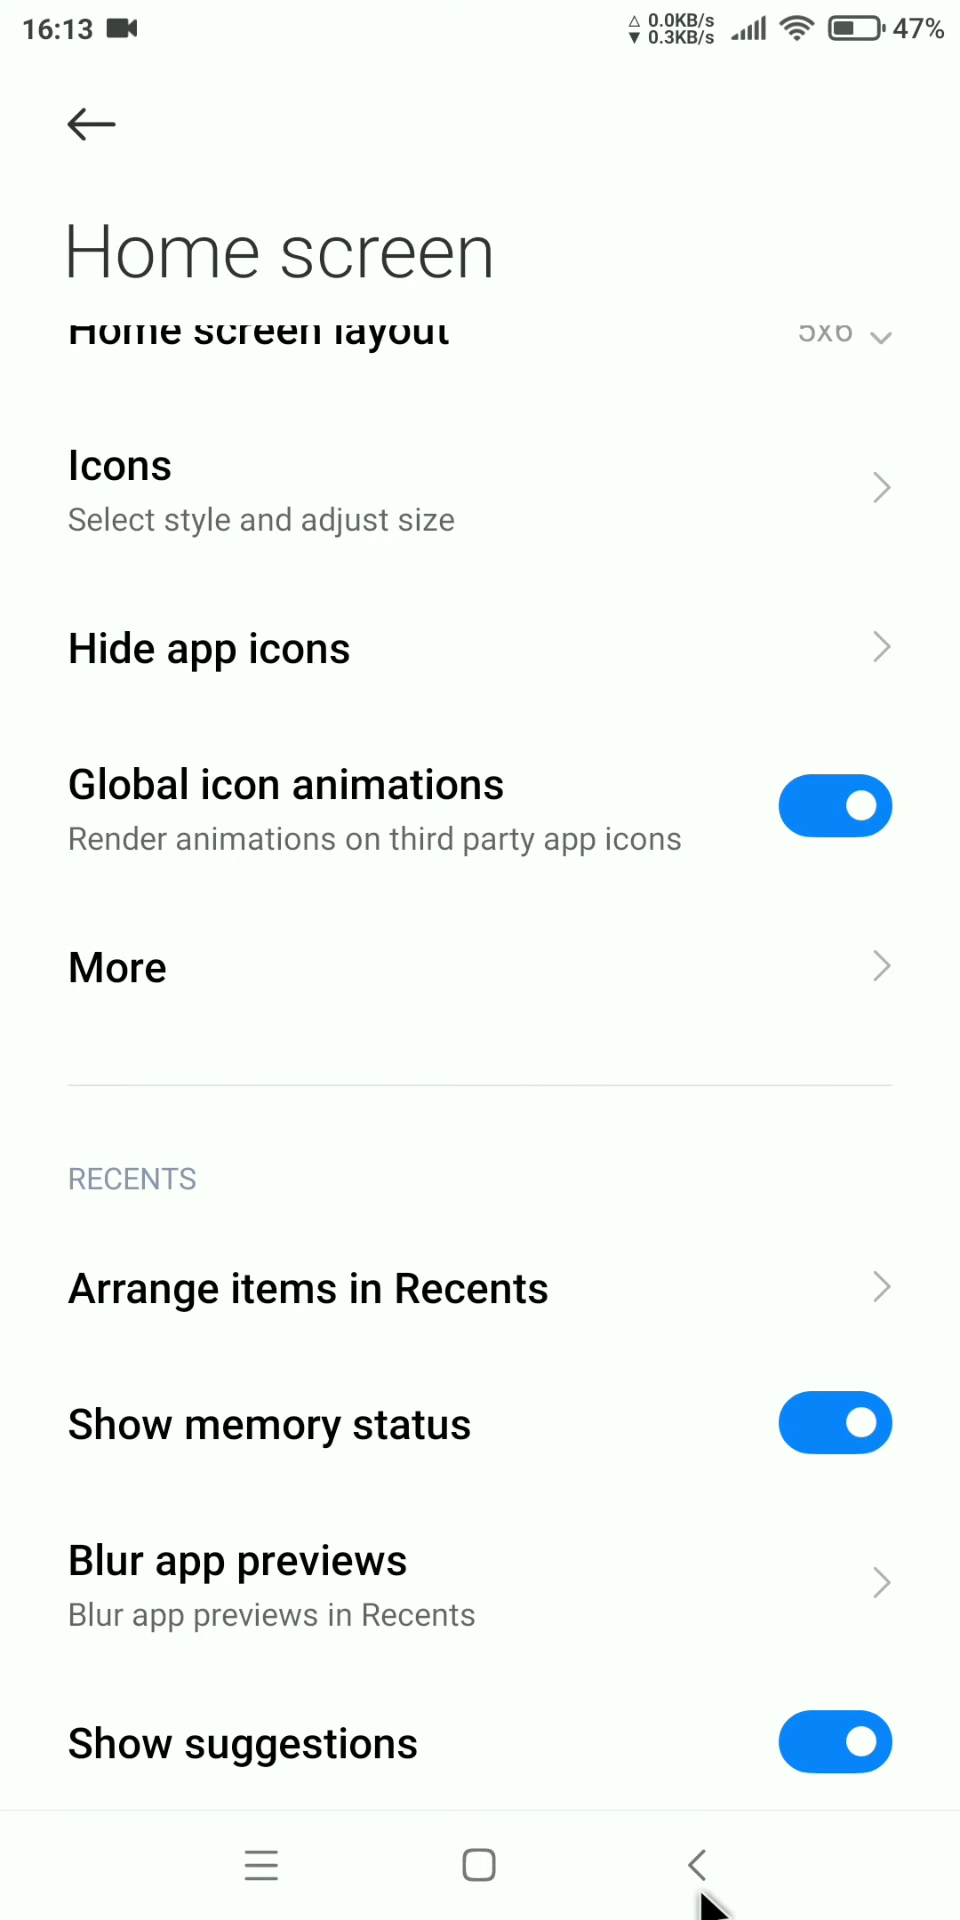 16:13
0.0KB/s
0.3KB/s
47%
Home screen
Home screen layout
5x6
Icons
Select style and adjust size
Hide app icons
Global icon animations
Render animations on third party app icons
More
RECENTS
Arrange items in Recents
Show memory status
Blur app previews
Blur app previews in Recents
Show suggestions